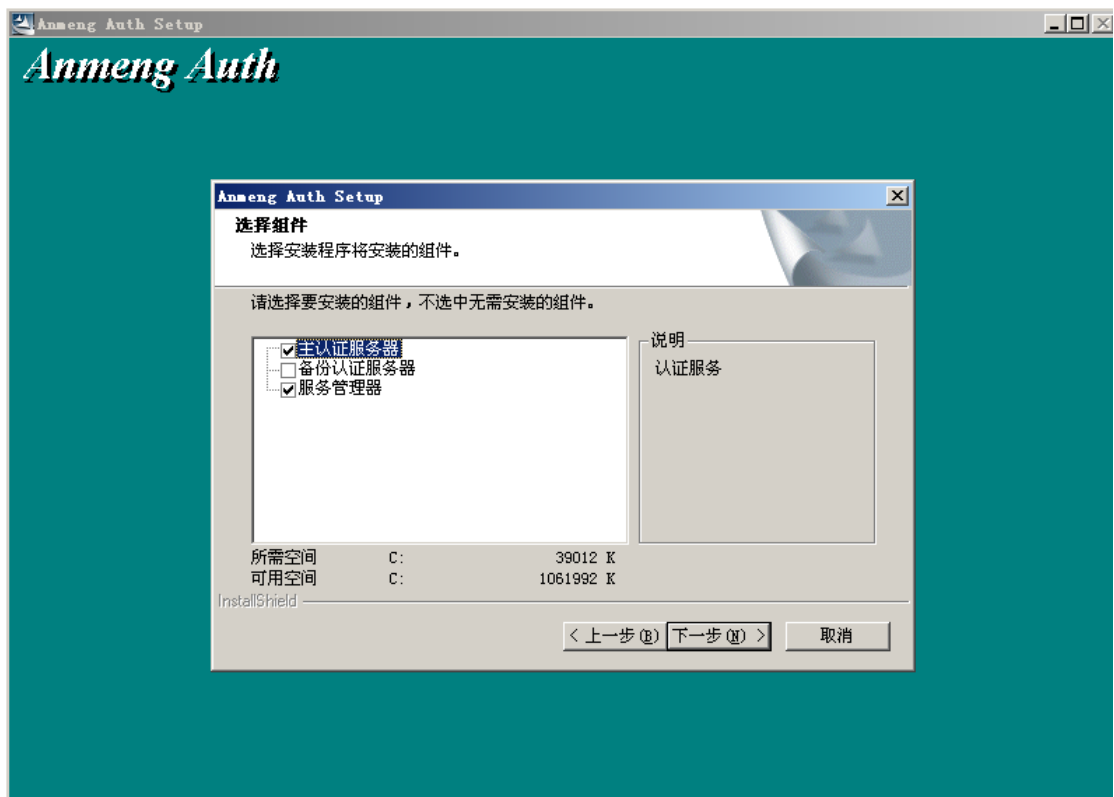 Anmeng Auth Setup
Anmeng Auth
Anmeng Auth Setup
选择组件
选择安装程序将安装的组件。
请选择要安装的组件，不选中无需安装的组件。
主认证服务器
备份认证服务器
服务管理器
说明
认证服务
所需空间 C: 39012 K
可用空间 C: 1061992 K
InstallShield
< 上一步(B) 下一步(N) > 取消